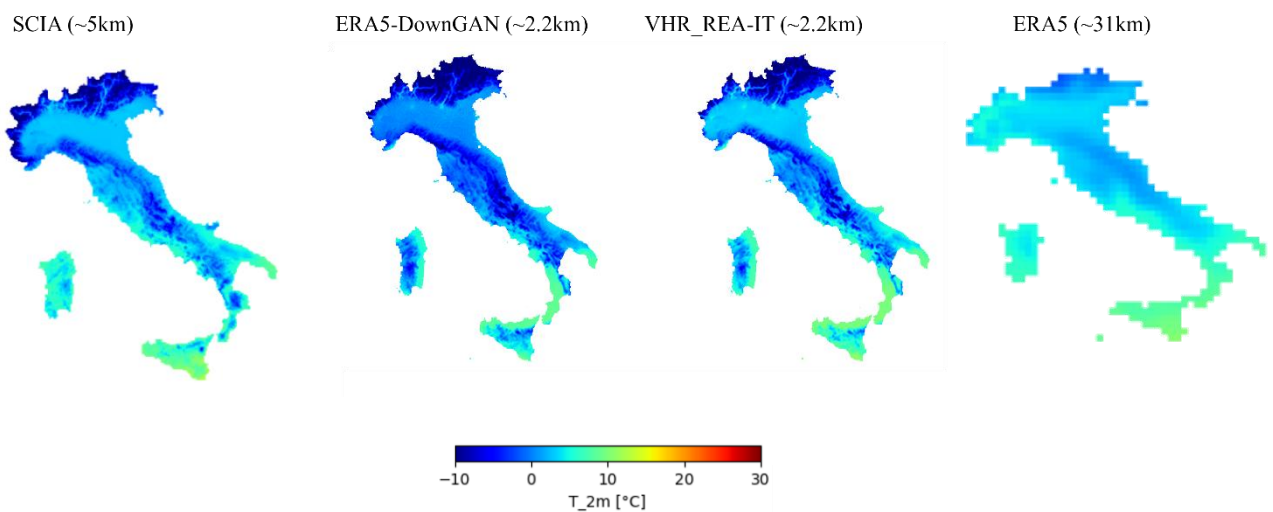 SCIA (~5km)
ERA5-DownGAN (~2.2km)
VHR_REA-IT (~2.2km)
ERA5 (~31km)
−10 0 10 20 30
T_2m [°C]